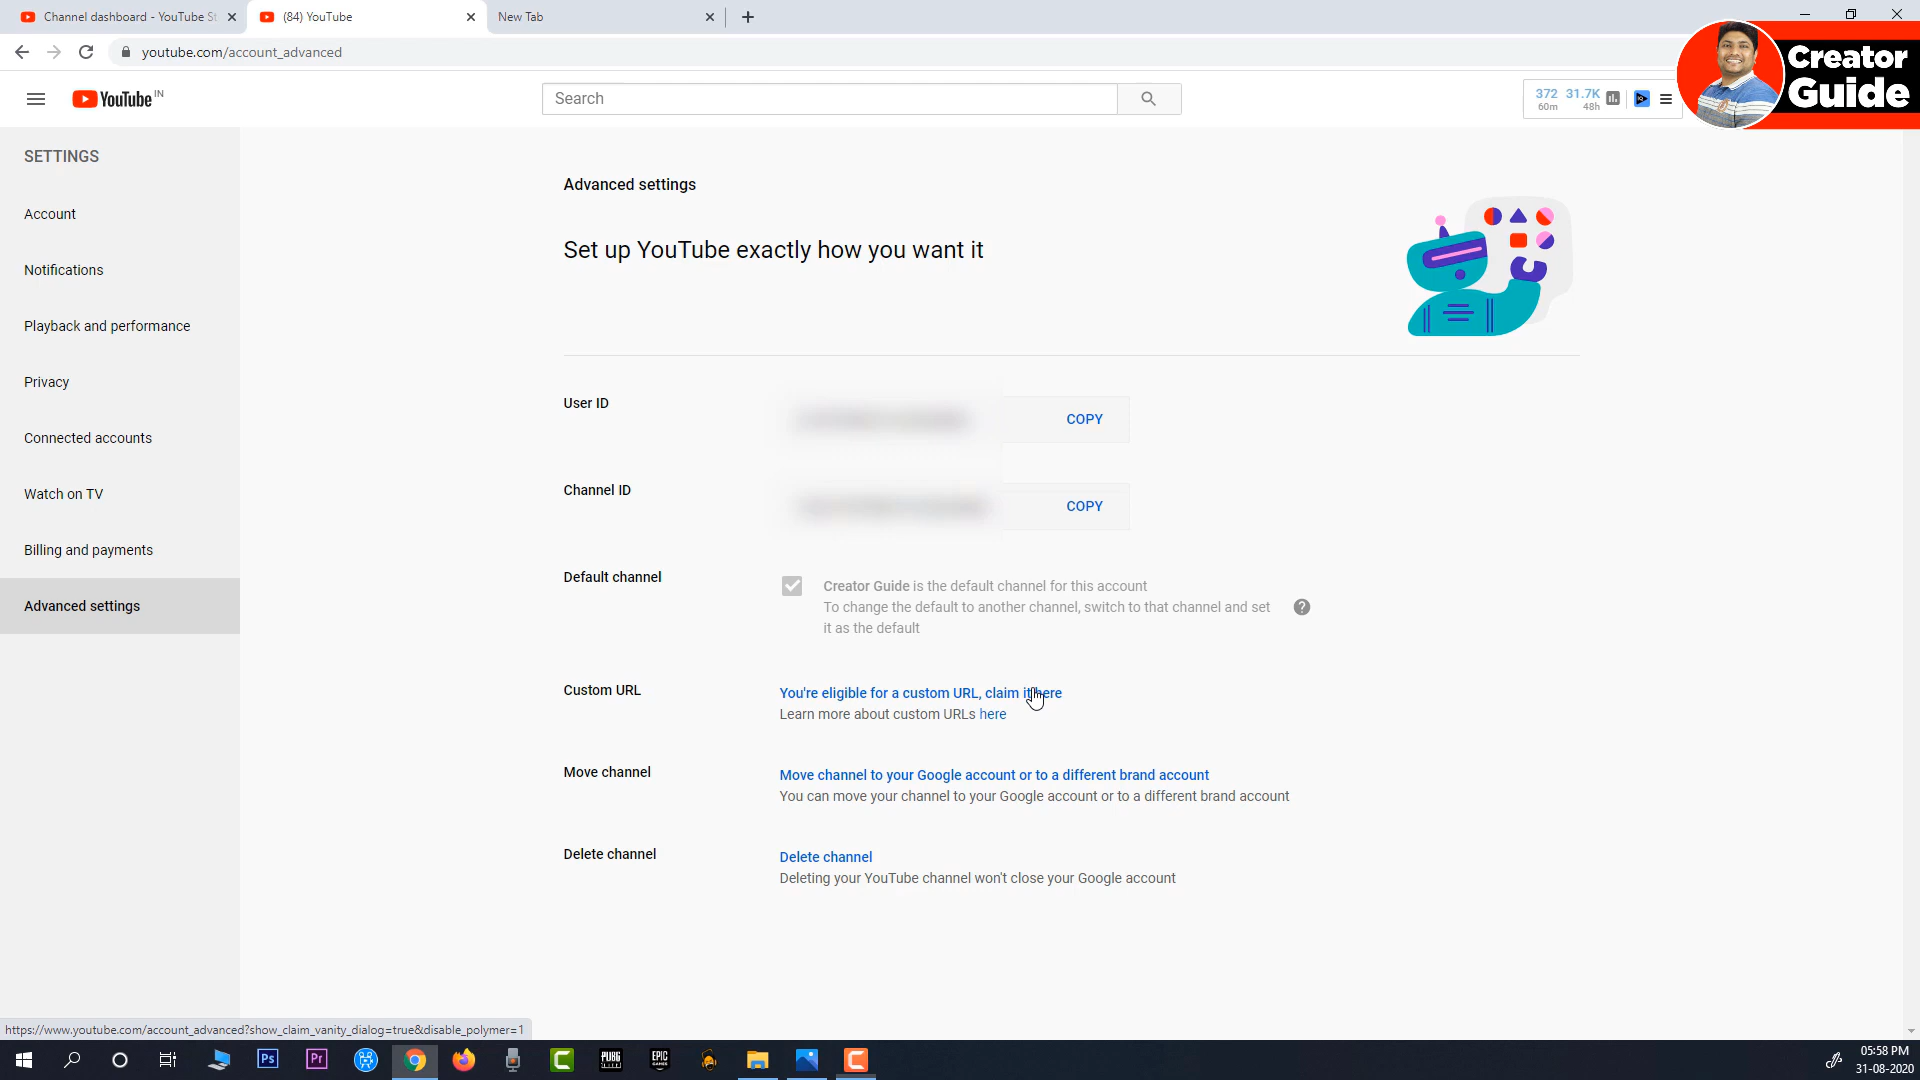 Channel dashboard - YouTube St
(84) YouTube
New Tab
youtube.com/account_advanced
Creator
Guide
YouTube IN
Search
372 31.7K
60m 48h
SETTINGS
Account
Notifications
Playback and performance
Privacy
Connected accounts
Watch on TV
Billing and payments
Advanced settings
Advanced settings
Set up YouTube exactly how you want it
User ID
COPY
Channel ID
COPY
Default channel
Creator Guide is the default channel for this account
To change the default to another channel, switch to that channel and set
it as the default
Custom URL
You're eligible for a custom URL, claim it here
Learn more about custom URLs here
Move channel
Move channel to your Google account or to a different brand account
You can move your channel to your Google account or to a different brand account
Delete channel
Delete channel
Deleting your YouTube channel won't close your Google account
https://www.youtube.com/account_advanced?show_claim_vanity_dialog=true&disable_polymer=1
Ps
Pr
PUBG
EPIC
GAMES
05:58 PM
31-08-2020